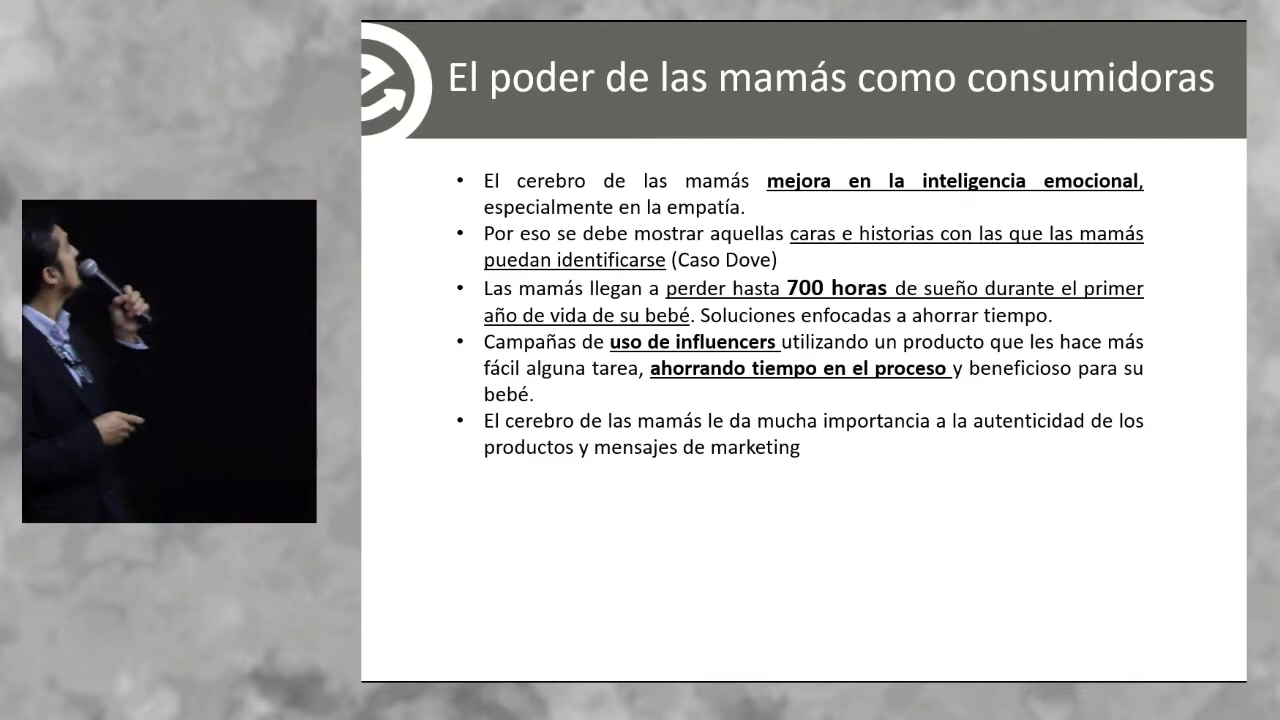 El poder de las mamás como consumidoras
• El cerebro de las mamás mejora en la inteligencia emocional,
especialmente en la empatía.
• Por eso se debe mostrar aquellas caras e historias con las que las mamás
puedan identificarse (Caso Dove)
• Las mamás llegan a perder hasta 700 horas de sueño durante el primer
año de vida de su bebé. Soluciones enfocadas a ahorrar tiempo.
• Campañas de uso de influencers utilizando un producto que les hace más
fácil alguna tarea, ahorrando tiempo en el proceso y beneficioso para su
bebé.
• El cerebro de las mamás le da mucha importancia a la autenticidad de los
productos y mensajes de marketing